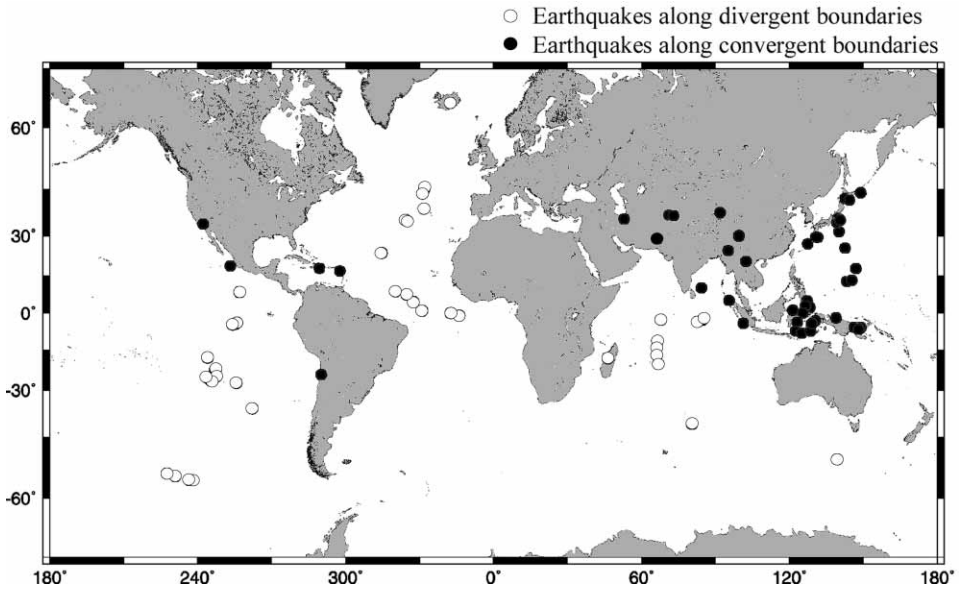 Earthquakes along divergent boundaries
Earthquakes along convergent boundaries
60°
30°
0°
-30°
-60°
180° 240° 300° 0° 60° 120° 180°